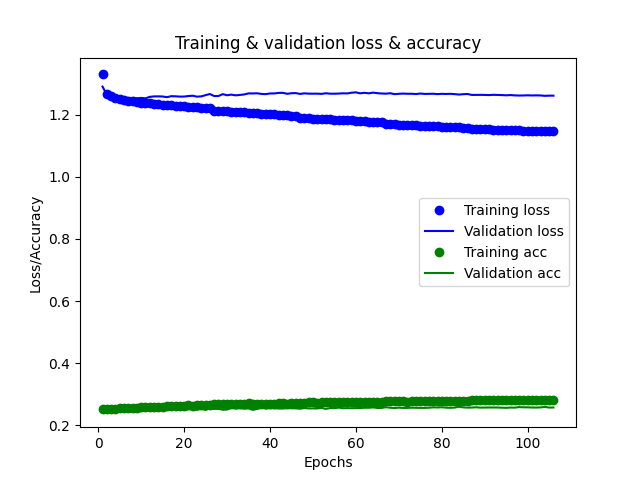 Training & validation loss & accuracy
Loss/Accuracy
1.2
1.0
0.8
0.6
0.4
0.2
Training loss
Validation loss
Training acc
Validation acc
0 20 40 60 80 100
Epochs